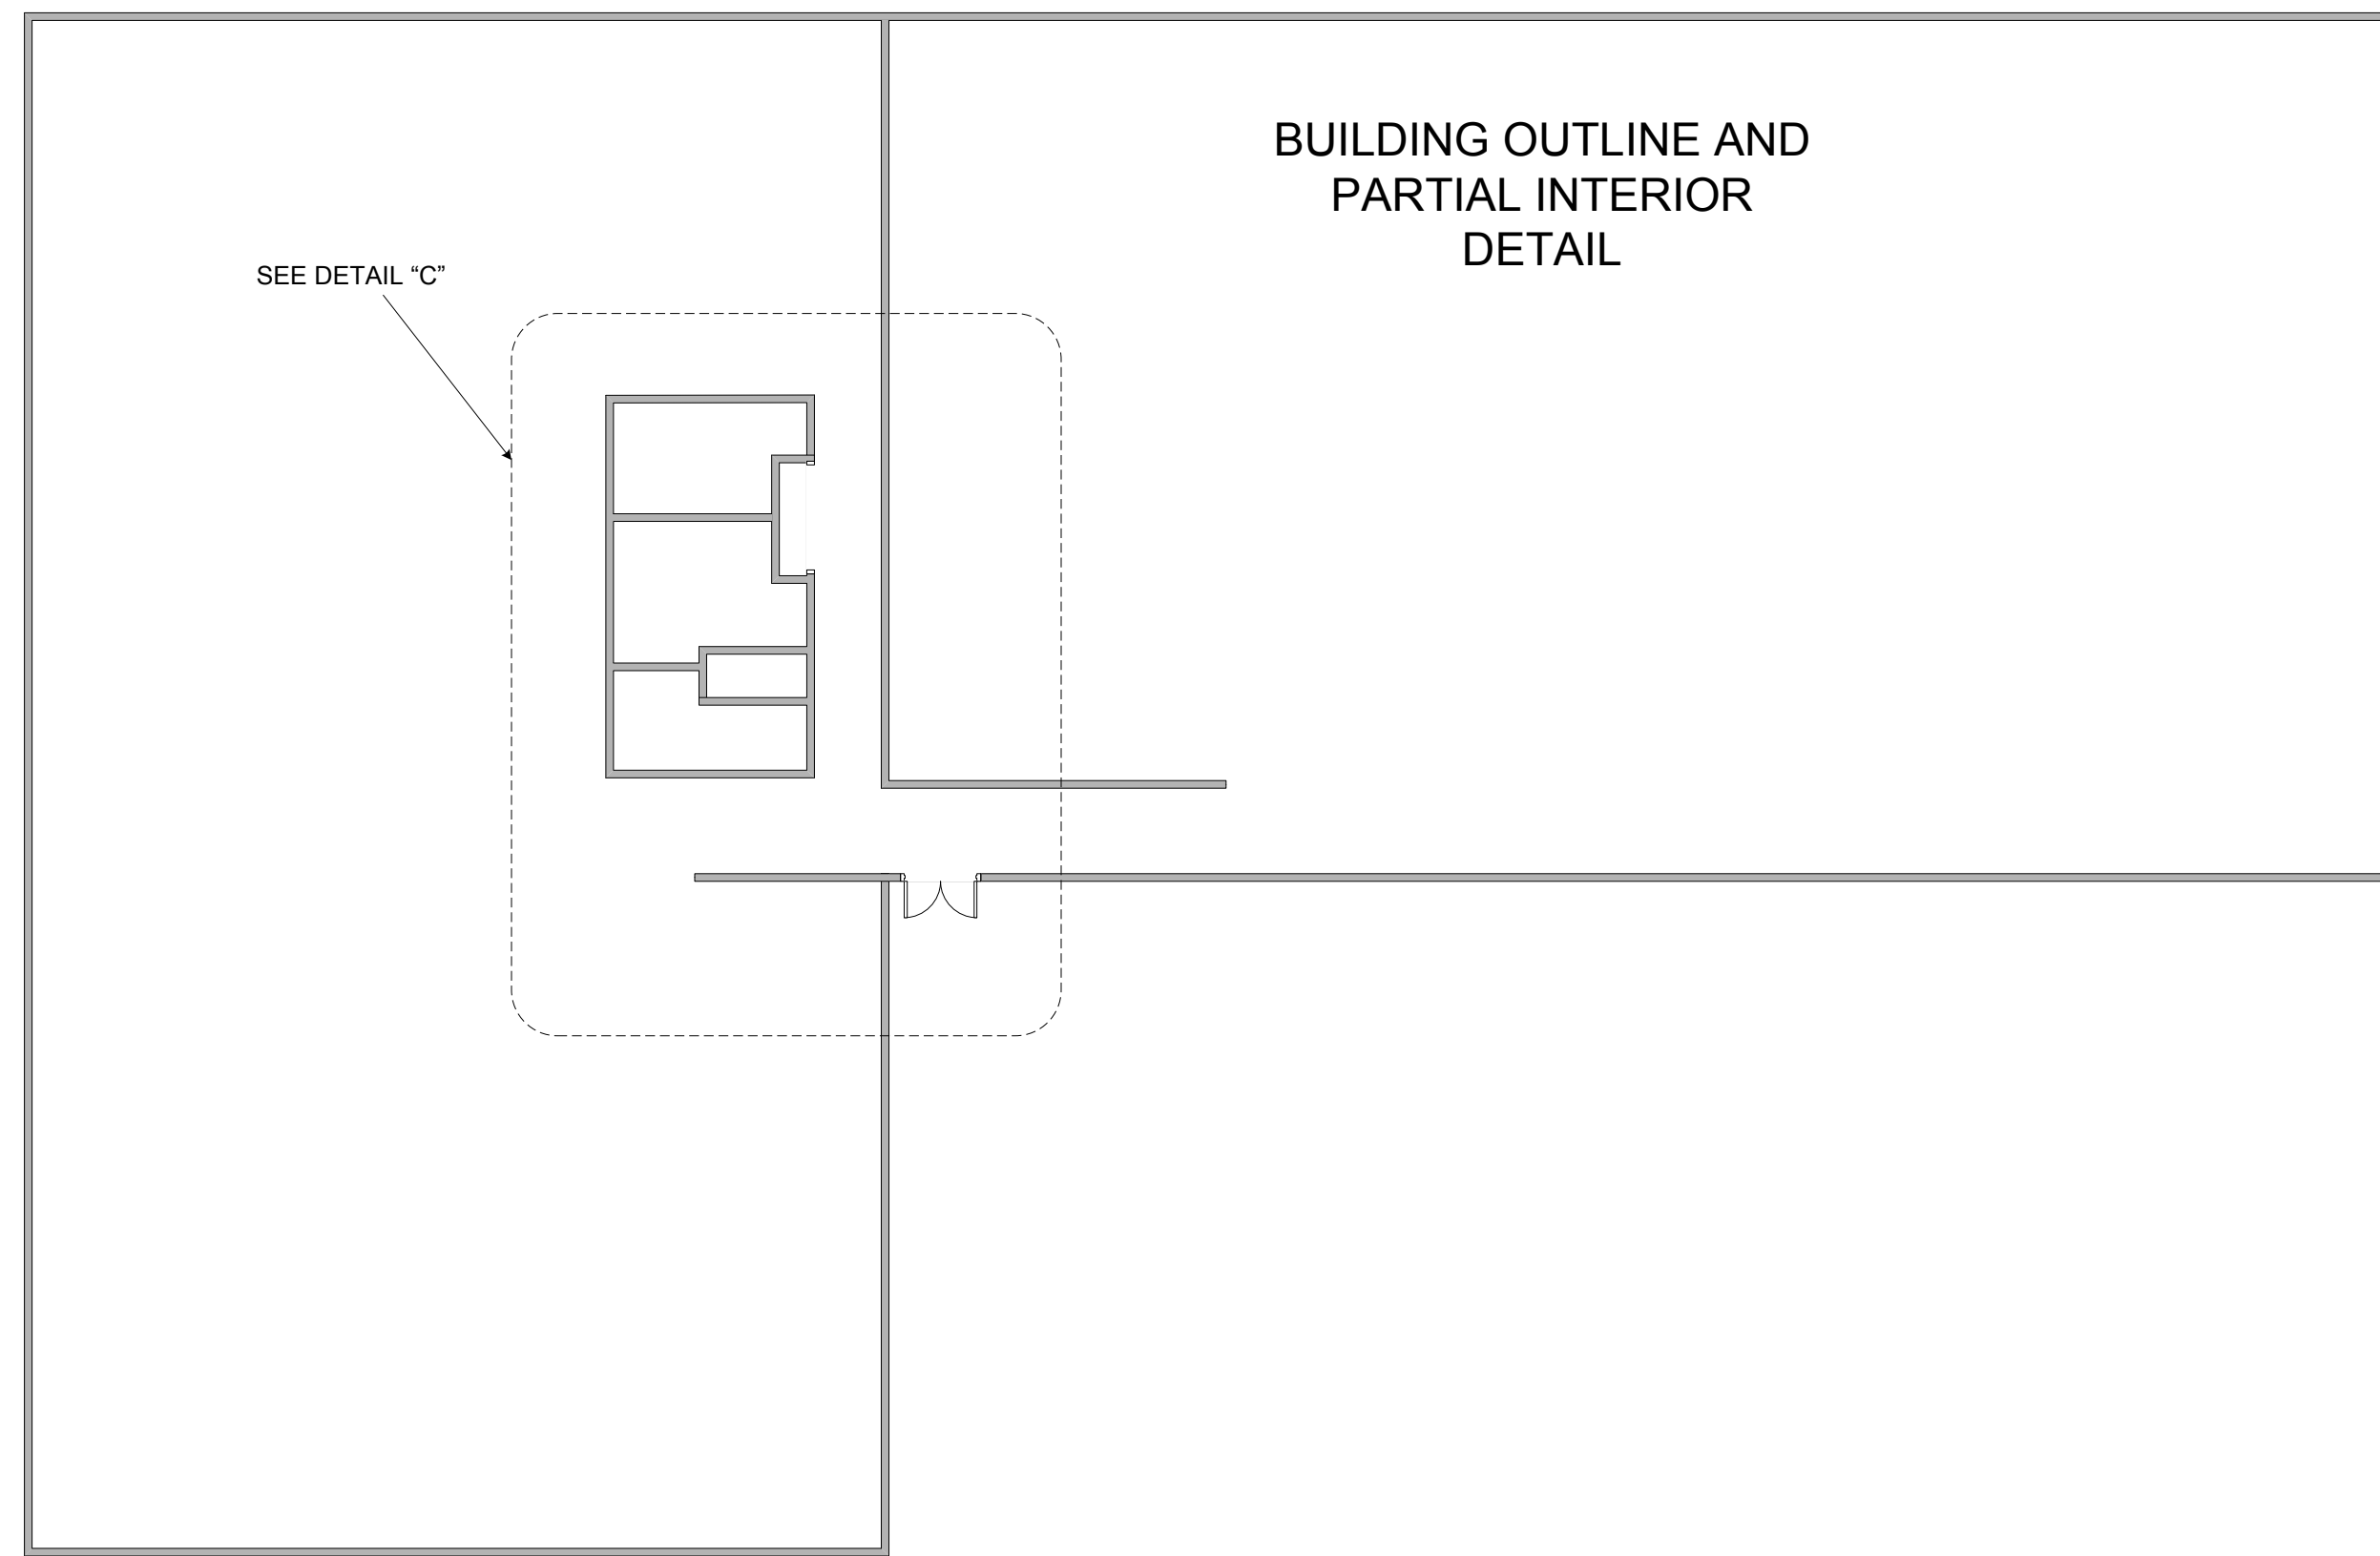 BUILDING OUTLINE AND
PARTIAL INTERIOR
DETAIL
SEE DETAIL “C”